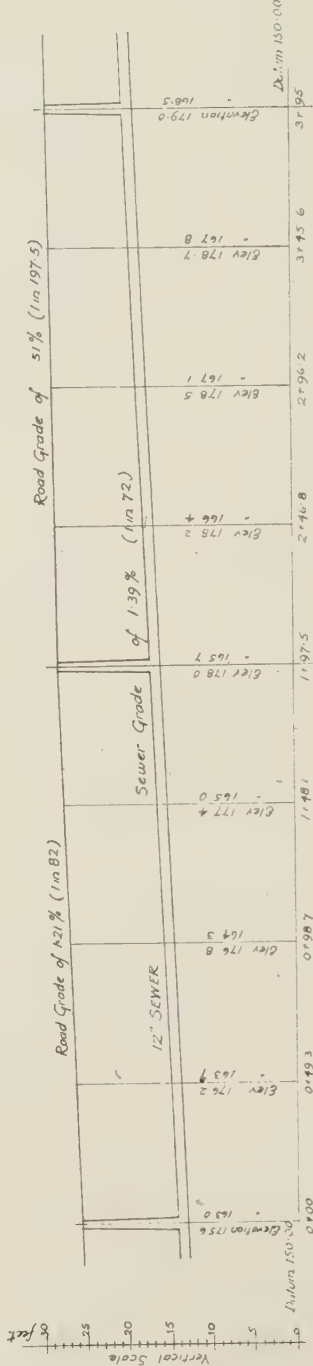 Road Grade of 1.21% (1 in 82)
Road Grade of .51% (1 in 197.5)
12" SEWER
Sewer Grade of 1.39% (1 in 72)
Elevation 175.6
" 163.0
Elev 176.2
" 163.7
Elev 176.8
" 164.3
Elev 177.4
" 165.0
Elev 178.0
" 165.7
Elev 178.2
" 166.4
Elev 178.5
" 167.1
Elev 178.7
" 167.8
Elevation 179.0
" 168.5
Datum 150.00
Datum 150.00
0+00
0+49.3
0+98.7
1+48.1
1+97.5
2+46.8
2+96.2
3+45.6
3+95
Vertical Scale
feet
30
25
20
15
10
5
0